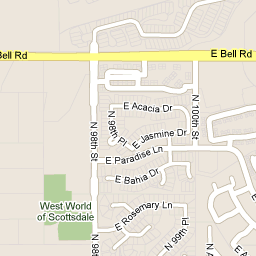 Bell Rd
E Bell Rd
E Acacia Dr
N 98th Pl
N 100th St
E Jasmine Dr
N 98th St
E Paradise Ln
E Bahia Dr
West World
of Scottsdale
E Rosemary Ln
N 98th
N 99th Pl